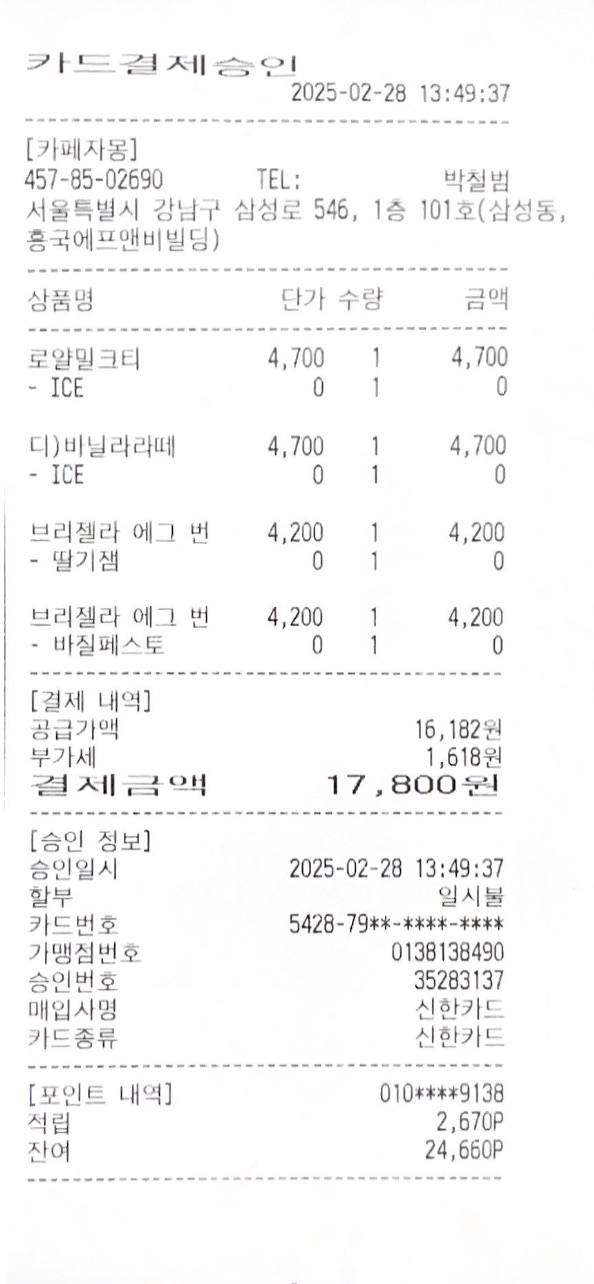 카드결제승인
2025-02-28 13:49:37
[카페자몽]
457-85-02690 TEL: 박철범
서울특별시 강남구 삼성로 546, 1층 101호(삼성동,
흥국에프앤비빌딩)
상품명 단가 수량 금액
로얄밀크티 4,700 1 4,700
- ICE 0 1 0
디)바닐라라떼 4,700 1 4,700
- ICE 0 1 0
브리젤라 에그 번 4,200 1 4,200
- 딸기잼 0 1 0
브리젤라 에그 번 4,200 1 4,200
- 바질페스토 0 1 0
[결제 내역]
공급가액 16,182원
부가세 1,618원
결제금액 17,800원
[승인 정보]
승인일시 2025-02-28 13:49:37
할부 일시불
카드번호 5428-79**-****-****
가맹점번호 0138138490
승인번호 35283137
매입사명 신한카드
카드종류 신한카드
[포인트 내역] 010****9138
적립 2,670P
잔여 24,660P